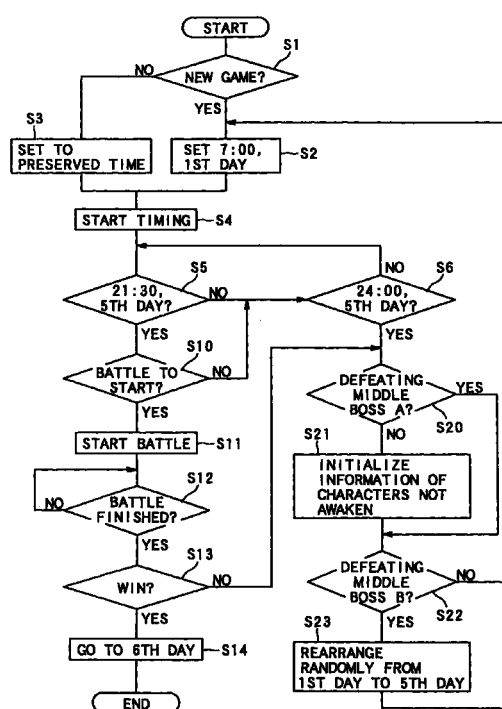 START
S1
NEW GAME?
NO
YES
S3
SET TO
PRESERVED TIME
SET 7:00,
1ST DAY
S2
START TIMING
S4
S5
21:30,
5TH DAY?
NO
YES
NO
S6
24:00,
5TH DAY?
YES
S10
BATTLE TO
START?
NO
YES
START BATTLE
S11
S12
BATTLE
FINISHED?
NO
YES
S13
WIN?
NO
YES
GO TO 6TH DAY
S14
END
DEFEATING
MIDDLE
BOSS A?
YES
S20
NO
S21
INITIALIZE
INFORMATION OF
CHARACTERS NOT
AWAKEN
DEFEATING
MIDDLE
BOSS B?
NO
S22
YES
S23
REARRANGE
RANDOMLY FROM
1ST DAY TO 5TH DAY